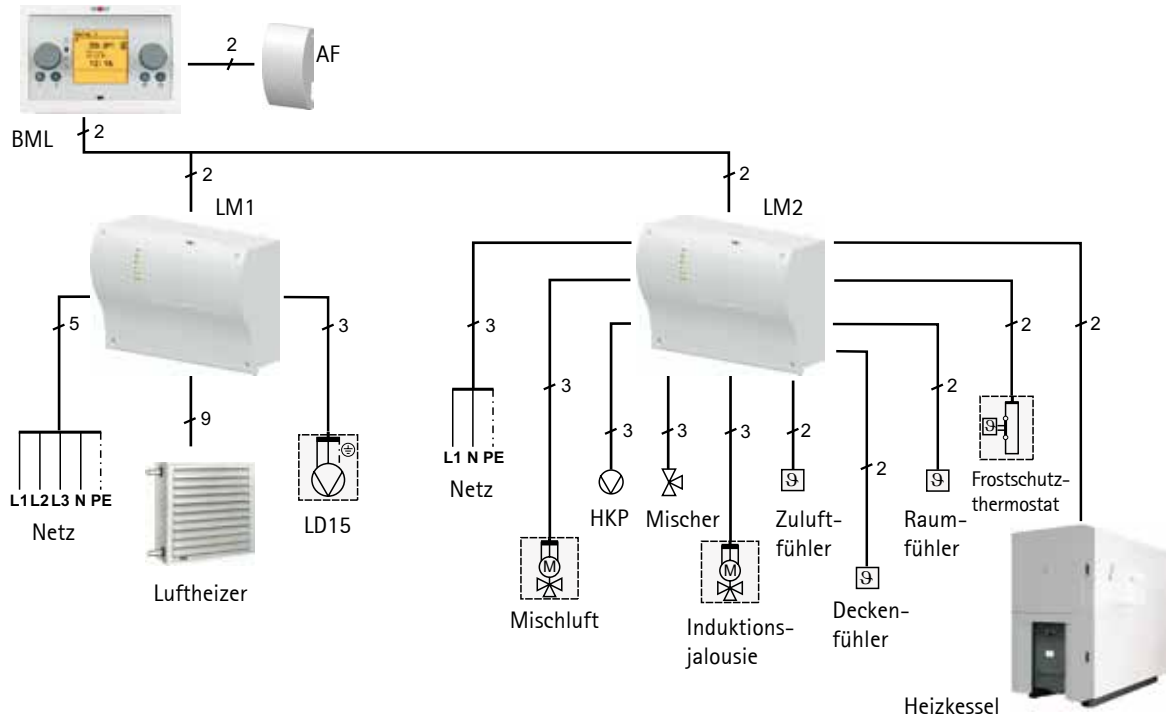 2
AF
BML
2
2
2
LM1
LM2
5
3
9
L1 L2 L3 N PE
Netz
Luftheizer
LD15
3
3
3
3
3
2
2
2
2
2
L1 N PE
Netz
HKP
Mischer
Zuluft-
fühler
Raum-
fühler
Frostschutz-
thermostat
ϑ
ϑ
ϑ
ϑ
M
M
Mischluft
Induktions-
jalousie
Decken-
fühler
Heizkessel